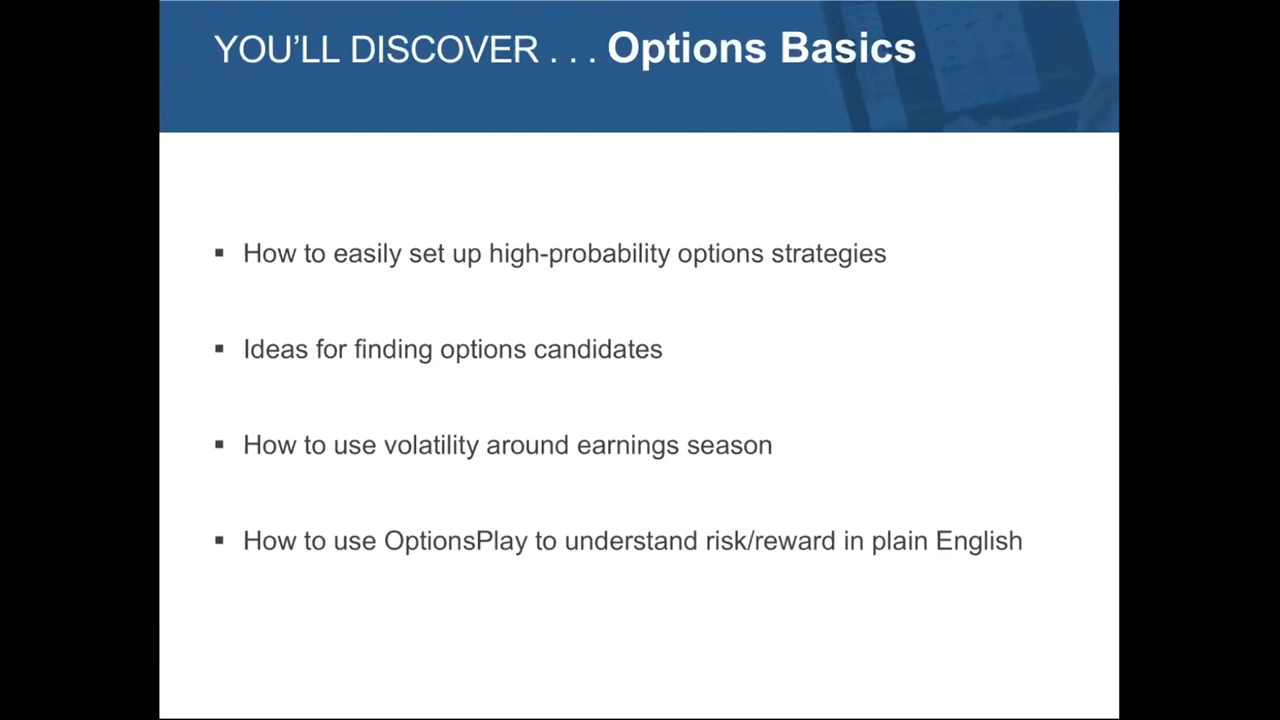 YOU’LL DISCOVER . . . Options Basics
▪ How to easily set up high-probability options strategies
▪ Ideas for finding options candidates
▪ How to use volatility around earnings season
▪ How to use OptionsPlay to understand risk/reward in plain English